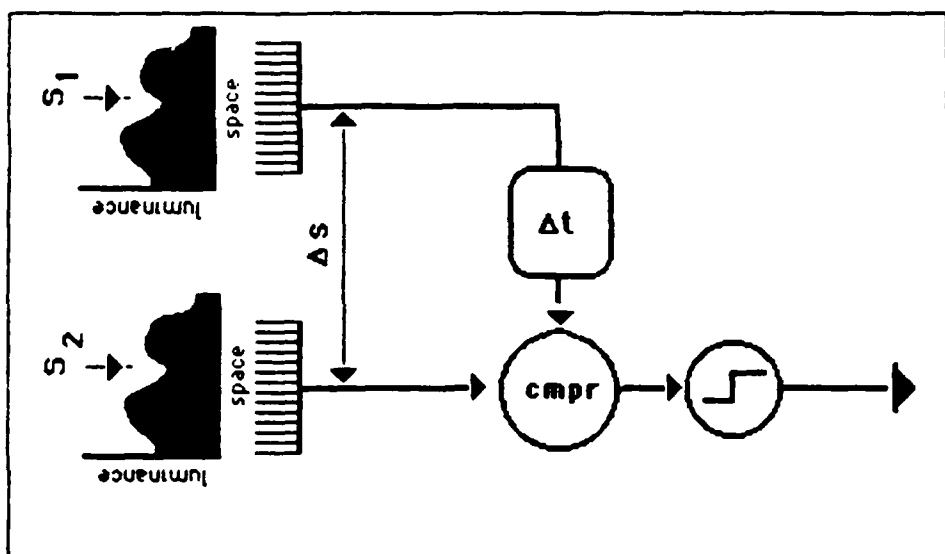 S1
luminance
space
Δs
Δt
S2
luminance
space
cmpr